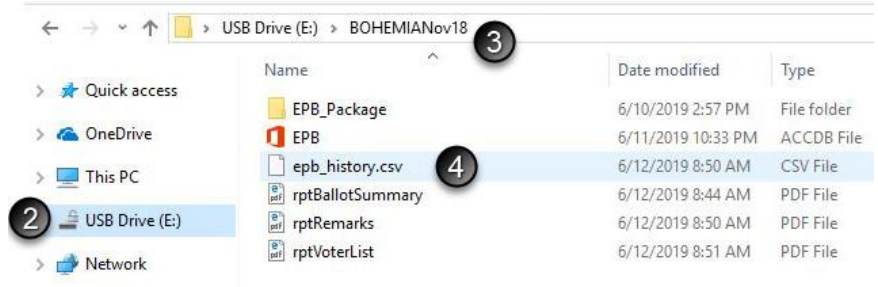 USB Drive (E:) > BOHEMIANov18
3
Name Date modified Type
Quick access
EPB_Package 6/10/2019 2:57 PM File folder
OneDrive
EPB 6/11/2019 10:33 PM ACCDB File
epb_history.csv 4 6/12/2019 8:50 AM CSV File
This PC
rptBallotSummary 6/12/2019 8:44 AM PDF File
2 USB Drive (E:)
rptRemarks 6/12/2019 8:50 AM PDF File
rptVoterList 6/12/2019 8:51 AM PDF File
Network